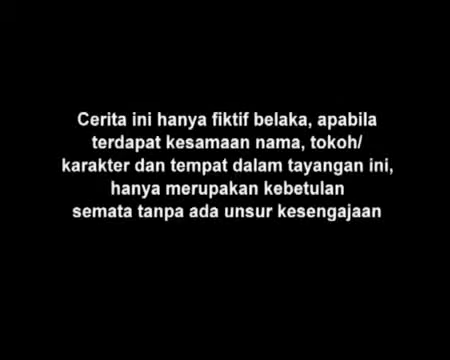 Cerita ini hanya fiktif belaka, apabila
terdapat kesamaan nama, tokoh/
karakter dan tempat dalam tayangan ini,
hanya merupakan kebetulan
semata tanpa ada unsur kesengajaan